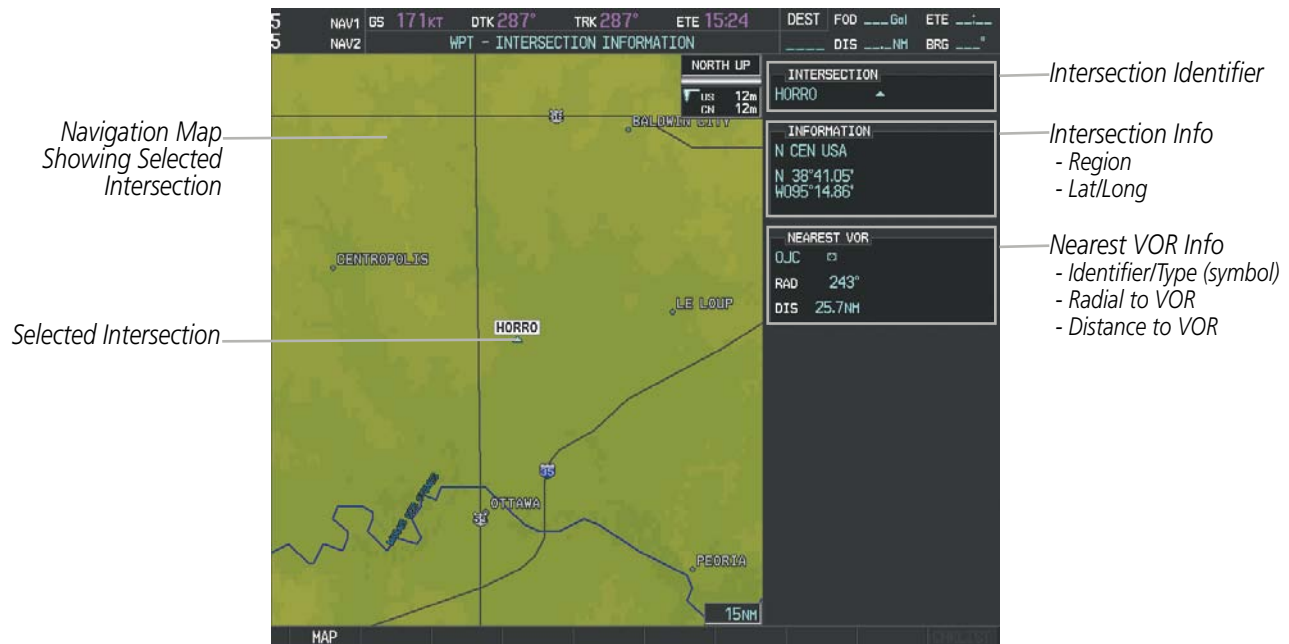 5 NAV1 GS 171KT DTK 287° TRK 287° ETE 15:24 DEST FOD ___Gal ETE __:__
5 NAV2 WPT - INTERSECTION INFORMATION ____ DIS __._NM BRG ___°
NORTH UP
US 12m
CN 12m
BALDWIN CITY
CENTROPOLIS
LE LOUP
HORRO
35
OTTAWA
PEORIA
15NM
MAP
INTERSECTION
HORRO
INFORMATION
N CEN USA
N 38°41.05'
W095°14.86'
NEAREST VOR
OJC
RAD 243°
DIS 25.7NM
Navigation Map
Showing Selected
Intersection
Selected Intersection
Intersection Identifier
Intersection Info
- Region
- Lat/Long
Nearest VOR Info
- Identifier/Type (symbol)
- Radial to VOR
- Distance to VOR